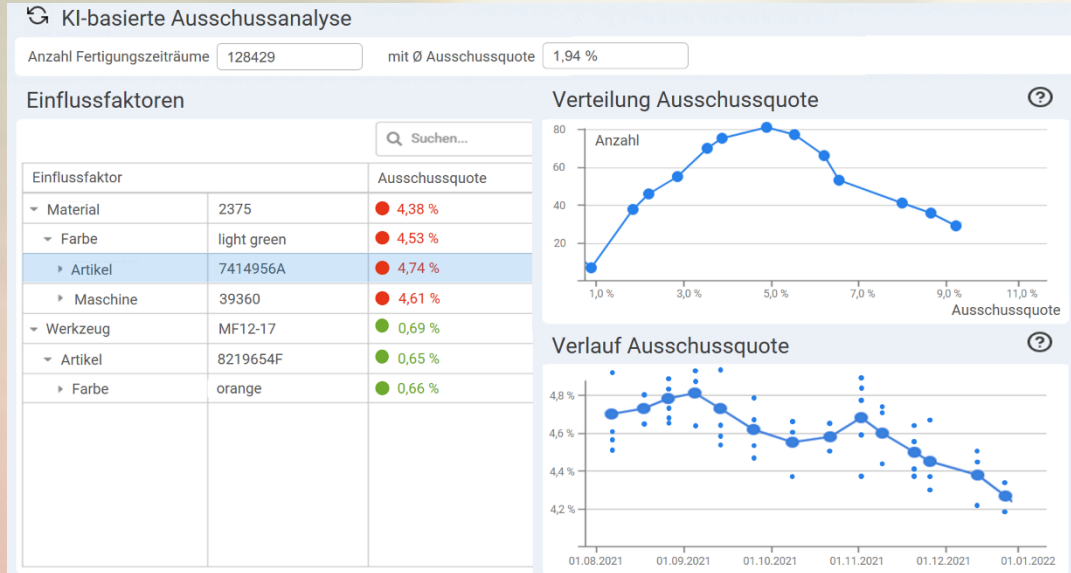 KI-basierte Ausschussanalyse
Anzahl Fertigungszeiträume 128429 mit Ø Ausschussquote 1,94 %
Einflussfaktoren
Suchen...
Einflussfaktor Ausschussquote
Material 2375 4,38 %
Farbe light green 4,53 %
Artikel 7414956A 4,74 %
Maschine 39360 4,61 %
Werkzeug MF12-17 0,69 %
Artikel 8219654F 0,65 %
Farbe orange 0,66 %
Verteilung Ausschussquote ?
80
Anzahl
60
40
20
1,0 % 3,0 % 5,0 % 7,0 % 9,0 % 11,0 %
Ausschussquote
Verlauf Ausschussquote ?
4,8 %
4,6 %
4,4 %
4,2 %
01.08.2021 01.09.2021 01.10.2021 01.11.2021 01.12.2021 01.01.2022